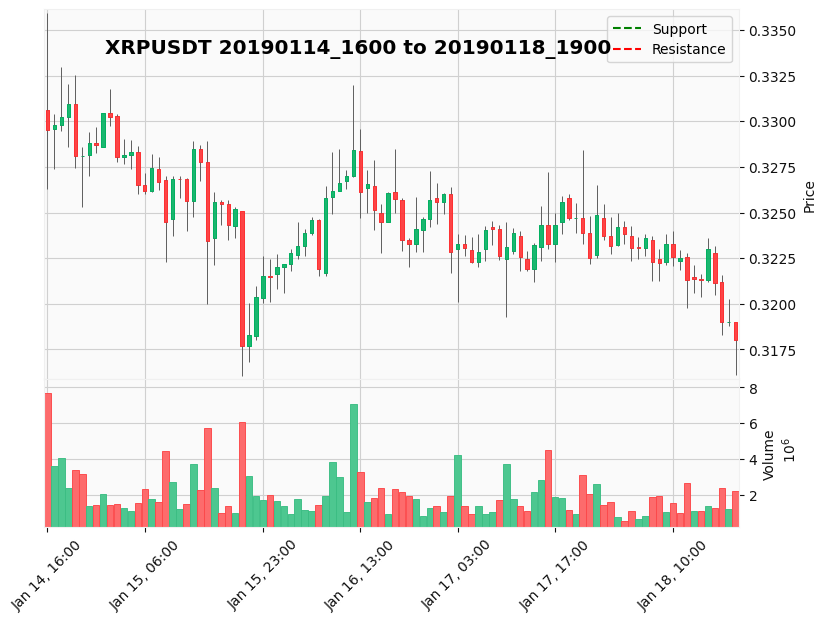 XRPUSDT 20190114_1600 to 20190118_1900
Support
Resistance
0.3350
0.3325
0.3300
0.3275
0.3250
0.3225
0.3200
0.3175
Price
8
6
4
2
Volume
10^6
Jan 14, 16:00
Jan 15, 06:00
Jan 15, 23:00
Jan 16, 13:00
Jan 17, 03:00
Jan 17, 17:00
Jan 18, 10:00